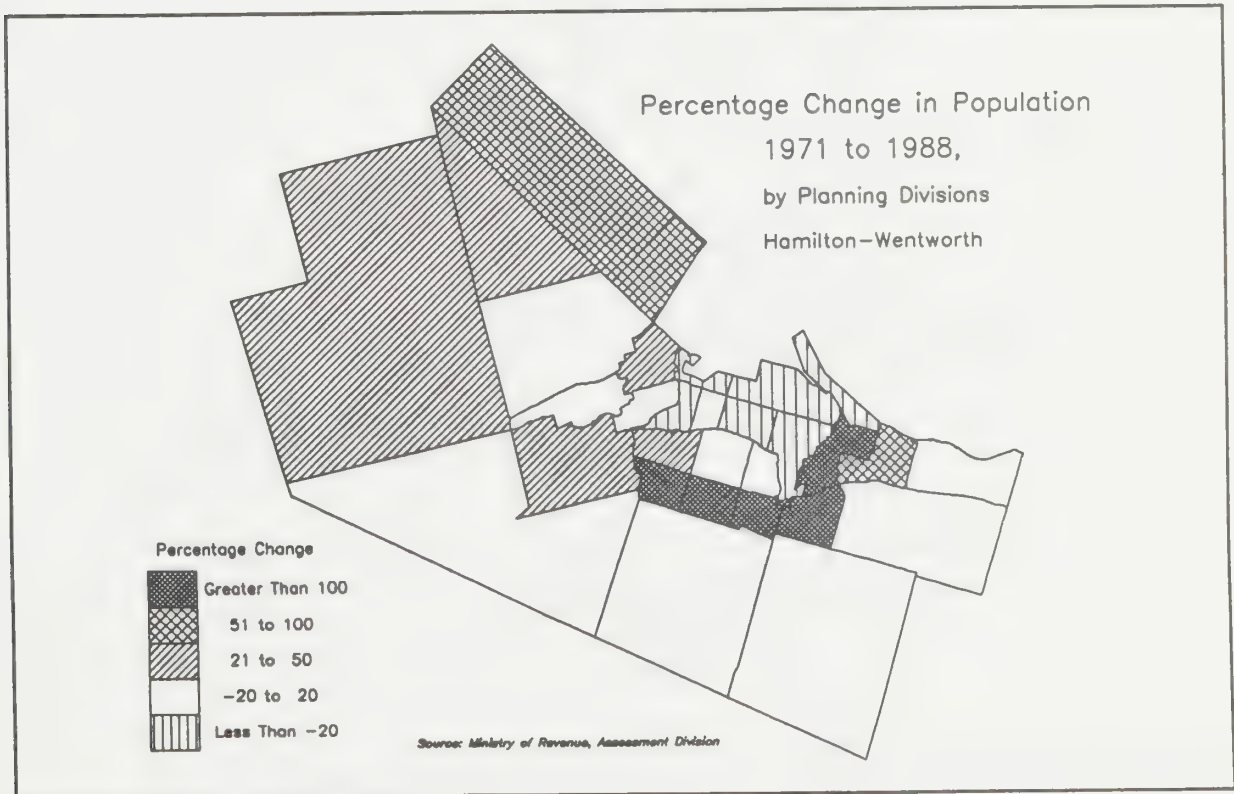 Percentage Change in Population
1971 to 1988,
by Planning Divisions
Hamilton-Wentworth
Percentage Change
Greater Than 100
51 to 100
21 to 50
-20 to 20
Less Than -20
Source: Ministry of Revenue, Assessment Division